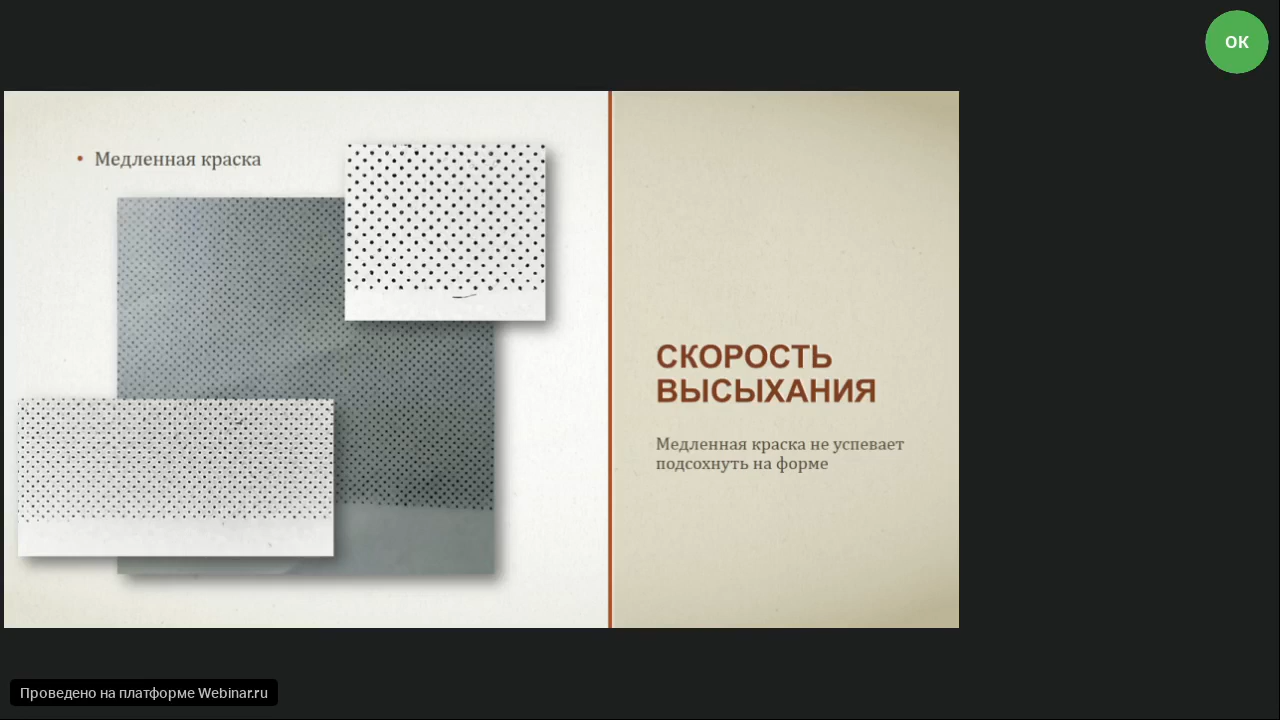 ОК
• Медленная краска
СКОРОСТЬ
ВЫСЫХАНИЯ
Медленная краска не успевает
подсохнуть на форме
Проведено на платформе Webinar.ru